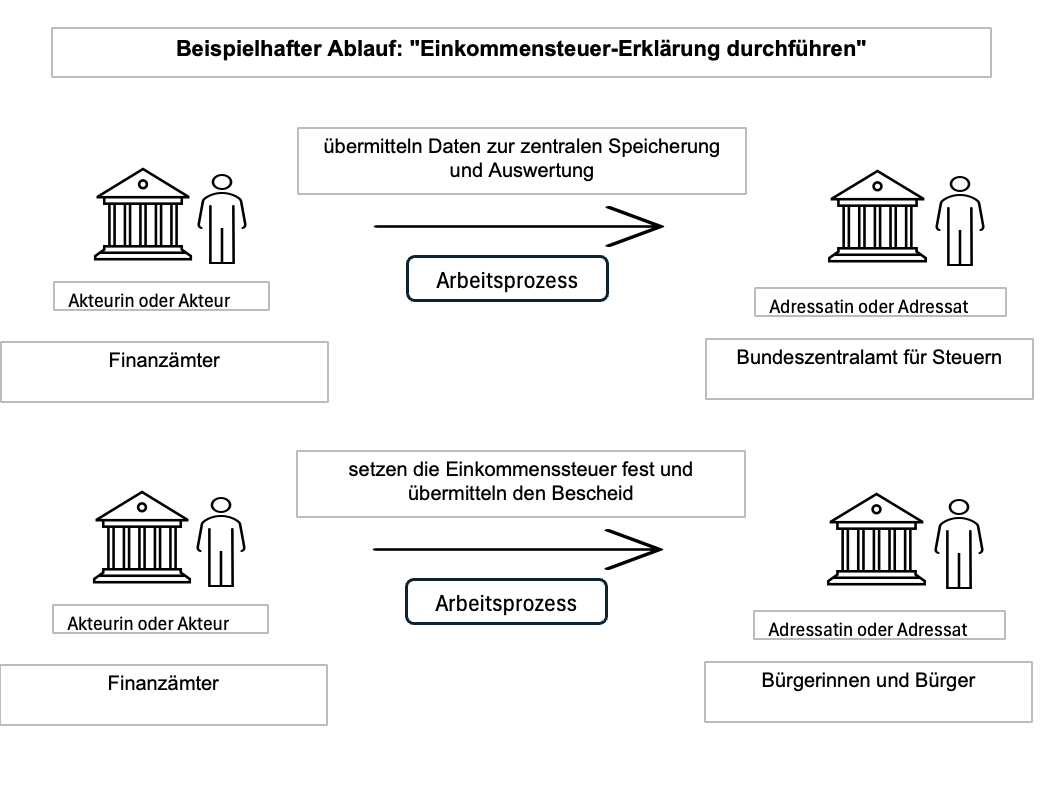 Beispielhafter Ablauf: "Einkommensteuer-Erklärung durchführen"
übermitteln Daten zur zentralen Speicherung
und Auswertung
Arbeitsprozess
Akteurin oder Akteur
Adressatin oder Adressat
Finanzämter
Bundeszentralamt für Steuern
setzen die Einkommenssteuer fest und
übermitteln den Bescheid
Arbeitsprozess
Akteurin oder Akteur
Adressatin oder Adressat
Finanzämter
Bürgerinnen und Bürger